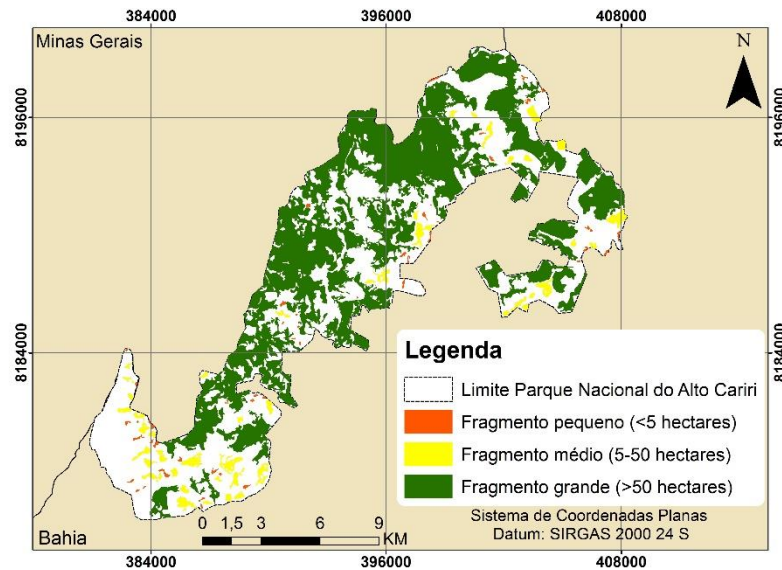 384000 396000 408000
Minas Gerais
N
8196000 8196000
8184000 8184000
Legenda
Limite Parque Nacional do Alto Cariri
Fragmento pequeno (<5 hectares)
Fragmento médio (5-50 hectares)
Fragmento grande (>50 hectares)
Sistema de Coordenadas Planas
Datum: SIRGAS 2000 24 S
0 1,5 3 6 9
KM
Bahia
384000 396000 408000